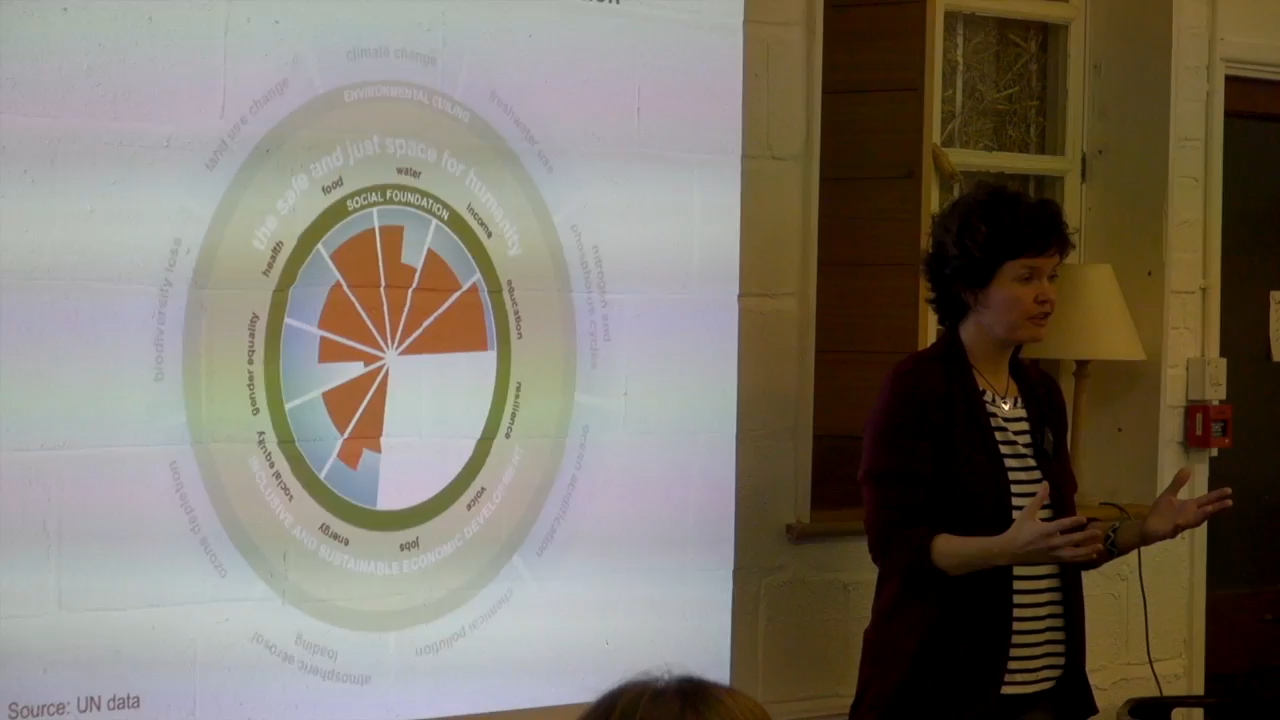 climate change
land use change
freshwater use
ENVIRONMENTAL CEILING
the safe and just space for humanity
water
food
income
SOCIAL FOUNDATION
health
education
nitrogen and
phosphorus cycles
biodiversity loss
gender equality
resilience
social equity
voice
energy
jobs
INCLUSIVE AND SUSTAINABLE ECONOMIC DEVELOPMENT
ocean acidification
ozone depletion
chemical pollution
atmospheric aerosol
loading
Source: UN data